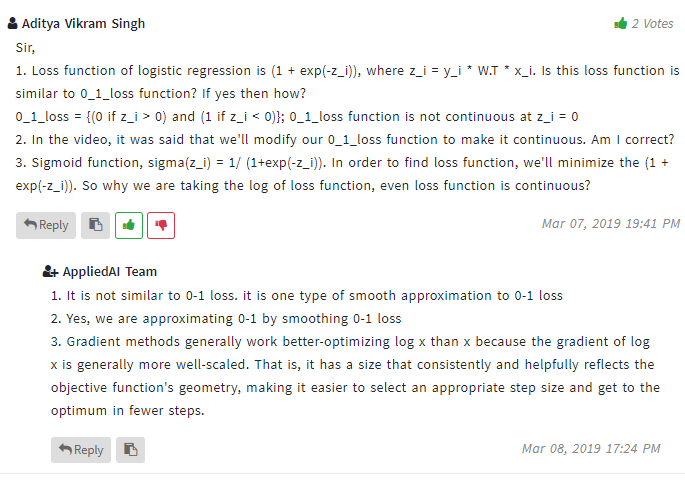 Aditya Vikram Singh
2 Votes
Sir,
1. Loss function of logistic regression is (1 + exp(-z_i)), where z_i = y_i * W.T * x_i. Is this loss function is
similar to 0_1_loss function? If yes then how?
0_1_loss = {(0 if z_i > 0) and (1 if z_i < 0)}; 0_1_loss function is not continuous at z_i = 0
2. In the video, it was said that we'll modify our 0_1_loss function to make it continuous. Am I correct?
3. Sigmoid function, sigma(z_i) = 1/ (1+exp(-z_i)). In order to find loss function, we'll minimize the (1 +
exp(-z_i)). So why we are taking the log of loss function, even loss function is continuous?
Reply
Mar 07, 2019 19:41 PM
AppliedAI Team
1. It is not similar to 0-1 loss. it is one type of smooth approximation to 0-1 loss
2. Yes, we are approximating 0-1 by smoothing 0-1 loss
3. Gradient methods generally work better-optimizing log x than x because the gradient of log
x is generally more well-scaled. That is, it has a size that consistently and helpfully reflects the
objective function's geometry, making it easier to select an appropriate step size and get to the
optimum in fewer steps.
Reply
Mar 08, 2019 17:24 PM